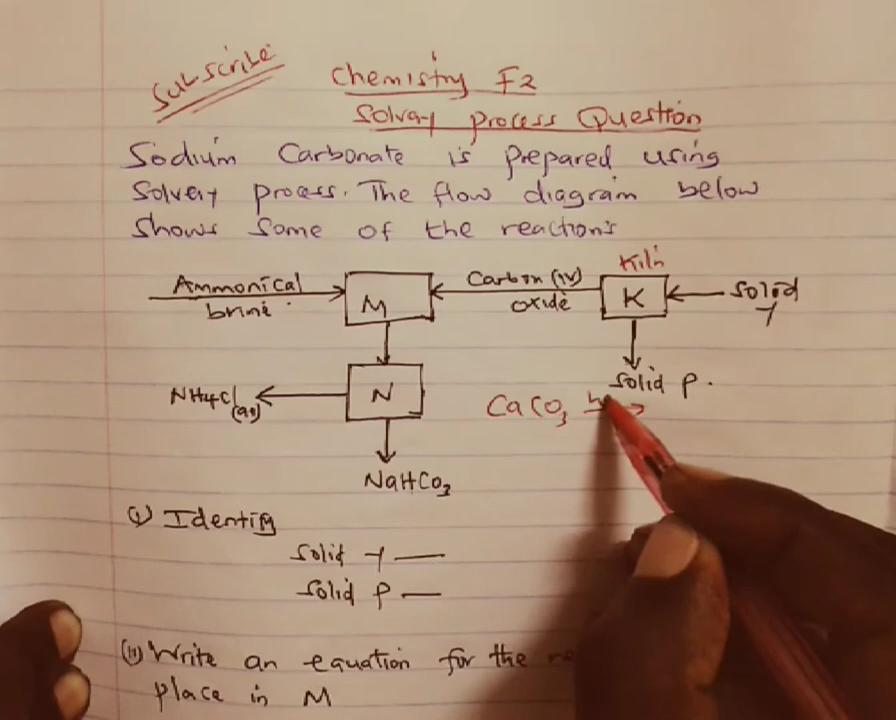 Subscribe
Chemistry F2
Solvay process Question
Sodium Carbonate is prepared using
Solvay process. The flow diagram below
Shows some of the reactions
Kiln
Ammonical
brine
M
Carbon (iv)
oxide
K
Solid
Y
Solid P.
NH4Cl(aq)
N
CaCO3
NaHCO3
(i) Identify
Solid Y —
Solid P —
(ii) Write an equation for the
place in M